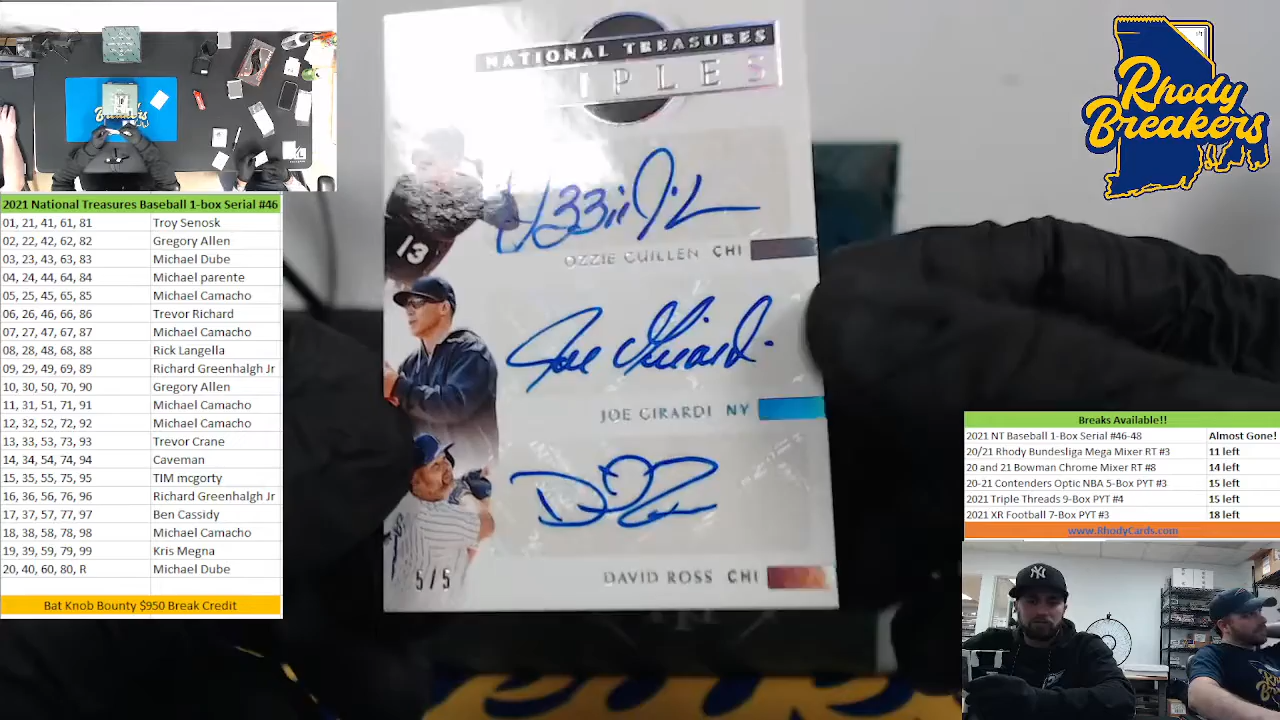 NATIONAL TREASURES
IPLES
Ozzie Guillen
13
OZZIE GUILLEN CHI
Joe Girardi
JOE GIRARDI NY
DAVID ROSS CHI
5/5
Rhody
Breakers
2021 National Treasures Baseball 1-box Serial #46
01, 21, 41, 61, 81 Troy Senosk
02, 22, 42, 62, 82 Gregory Allen
03, 23, 43, 63, 83 Michael Dube
04, 24, 44, 64, 84 Michael parente
05, 25, 45, 65, 85 Michael Camacho
06, 26, 46, 66, 86 Trevor Richard
07, 27, 47, 67, 87 Michael Camacho
08, 28, 48, 68, 88 Rick Langella
09, 29, 49, 69, 89 Richard Greenhalgh Jr
10, 30, 50, 70, 90 Gregory Allen
11, 31, 51, 71, 91 Michael Camacho
12, 32, 52, 72, 92 Michael Camacho
13, 33, 53, 73, 93 Trevor Crane
14, 34, 54, 74, 94 Caveman
15, 35, 55, 75, 95 TIM mcgorty
16, 36, 56, 76, 96 Richard Greenhalgh Jr
17, 37, 57, 77, 97 Ben Cassidy
18, 38, 58, 78, 98 Michael Camacho
19, 39, 59, 79, 99 Kris Megna
20, 40, 60, 80, R Michael Dube
Bat Knob Bounty $950 Break Credit
Breaks Available!!
2021 NT Baseball 1-Box Serial #46-48 Almost Gone!
20/21 Rhody Bundesliga Mega Mixer RT #3 11 left
20 and 21 Bowman Chrome Mixer RT #8 14 left
20-21 Contenders Optic NBA 5-Box PYT #3 15 left
2021 Triple Threads 9-Box PYT #4 15 left
2021 XR Football 7-Box PYT #3 18 left
www.RhodyCards.com